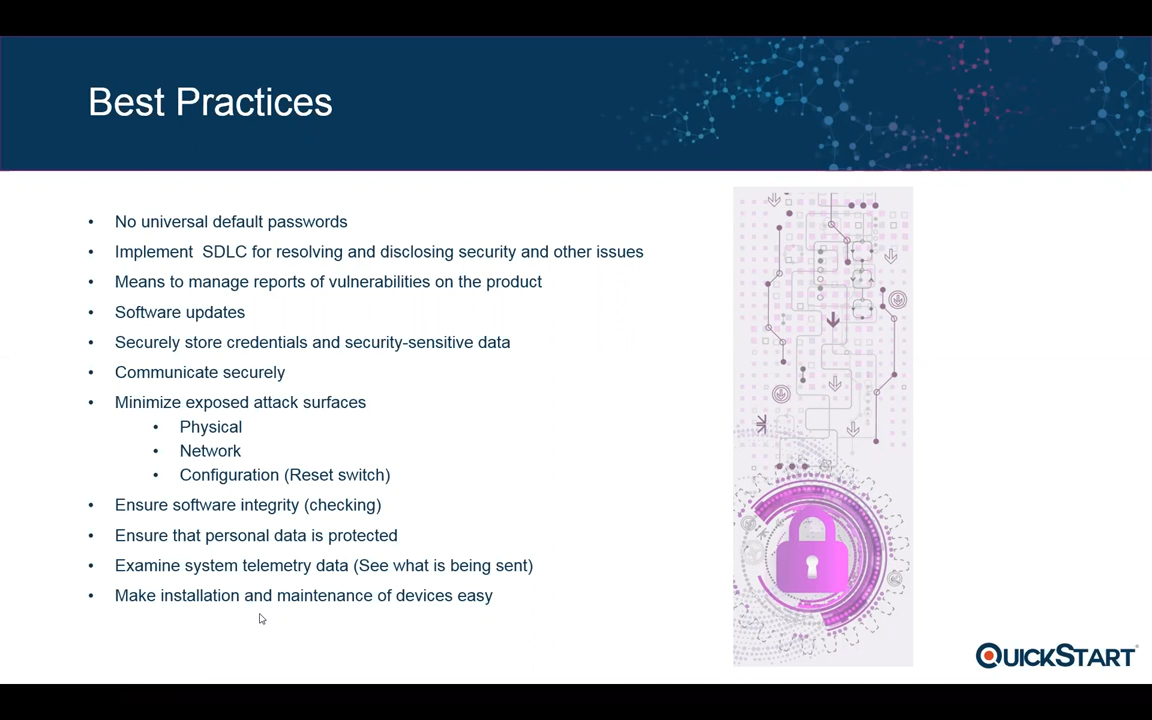 Best Practices
• No universal default passwords
• Implement  SDLC for resolving and disclosing security and other issues
• Means to manage reports of vulnerabilities on the product
• Software updates
• Securely store credentials and security-sensitive data
• Communicate securely
• Minimize exposed attack surfaces
• Physical
• Network
• Configuration (Reset switch)
• Ensure software integrity (checking)
• Ensure that personal data is protected
• Examine system telemetry data (See what is being sent)
• Make installation and maintenance of devices easy
QUICKSTART